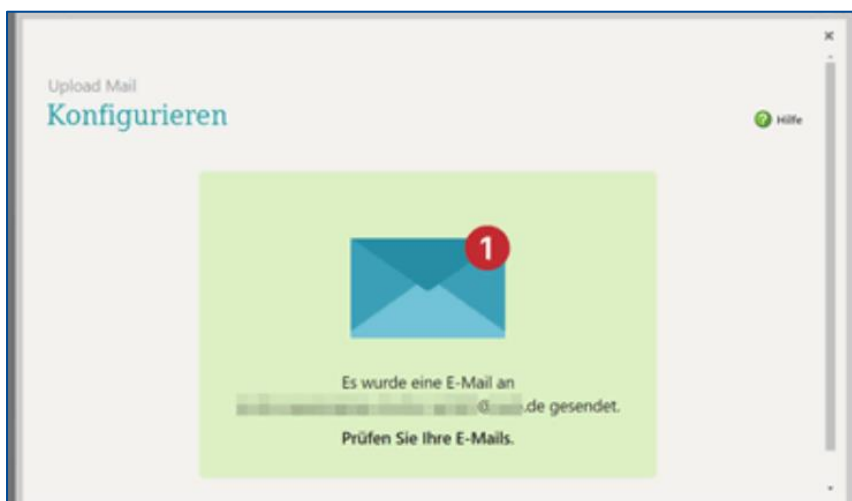 Upload Mail
Konfigurieren
Hilfe
1
Es wurde eine E-Mail an
.de gesendet.
Prüfen Sie Ihre E-Mails.